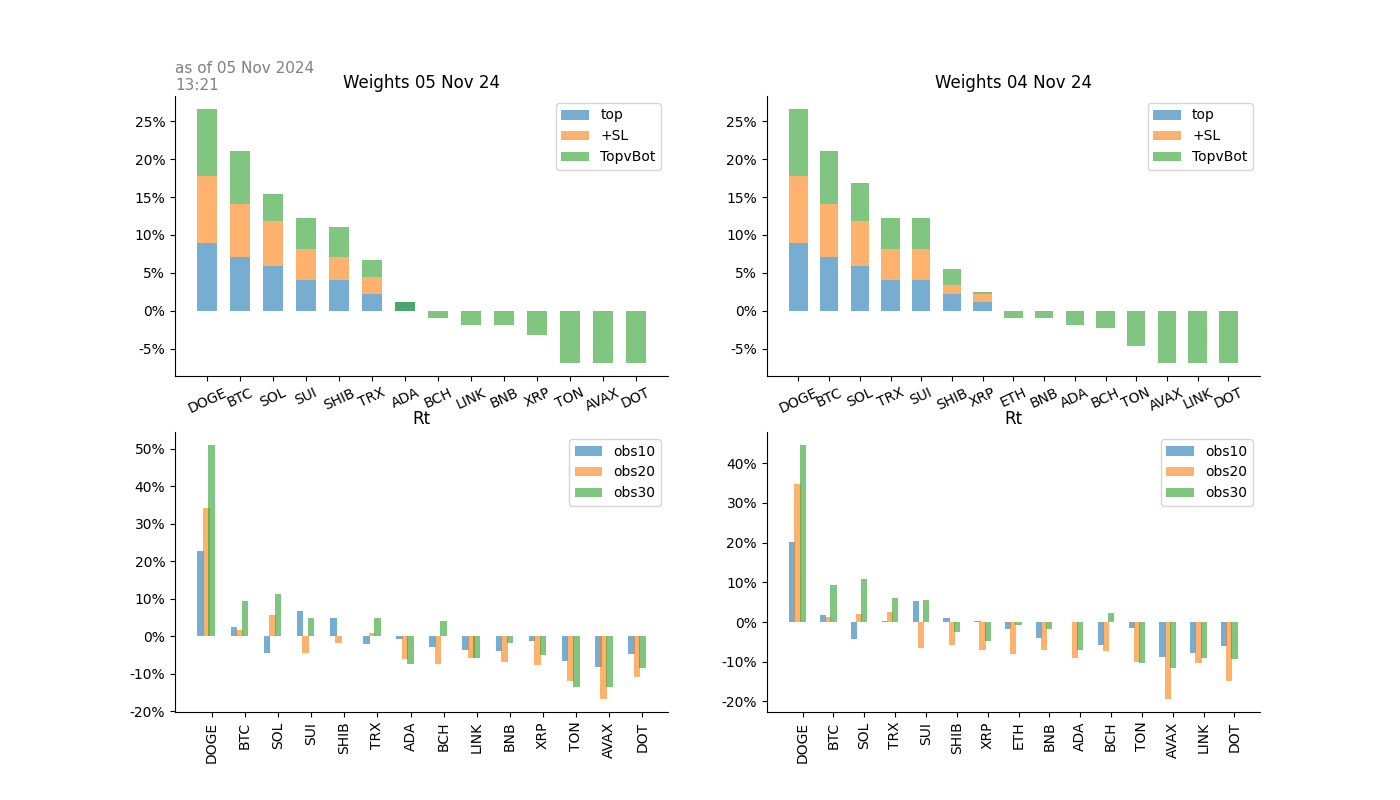 as of 05 Nov 2024
13:21
Weights 05 Nov 24
top
+SL
TopvBot
25%
20%
15%
10%
5%
0%
-5%
DOGE BTC SOL SUI SHIB TRX ADA BCH LINK BNB XRP TON AVAX DOT
Weights 04 Nov 24
top
+SL
TopvBot
25%
20%
15%
10%
5%
0%
-5%
DOGE BTC SOL TRX SUI SHIB XRP ETH BNB ADA BCH TON AVAX LINK DOT
Rt
obs10
obs20
obs30
50%
40%
30%
20%
10%
0%
-10%
-20%
DOGE BTC SOL SUI SHIB TRX ADA BCH LINK BNB XRP TON AVAX DOT
Rt
obs10
obs20
obs30
40%
30%
20%
10%
0%
-10%
-20%
DOGE BTC SOL TRX SUI SHIB XRP ETH BNB ADA BCH TON AVAX LINK DOT